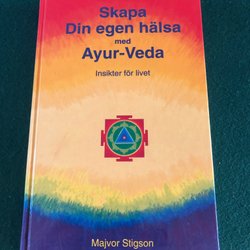 Skapa
Din egen hälsa
med
Ayur-Veda
Insikter för livet
Majvor Stigson